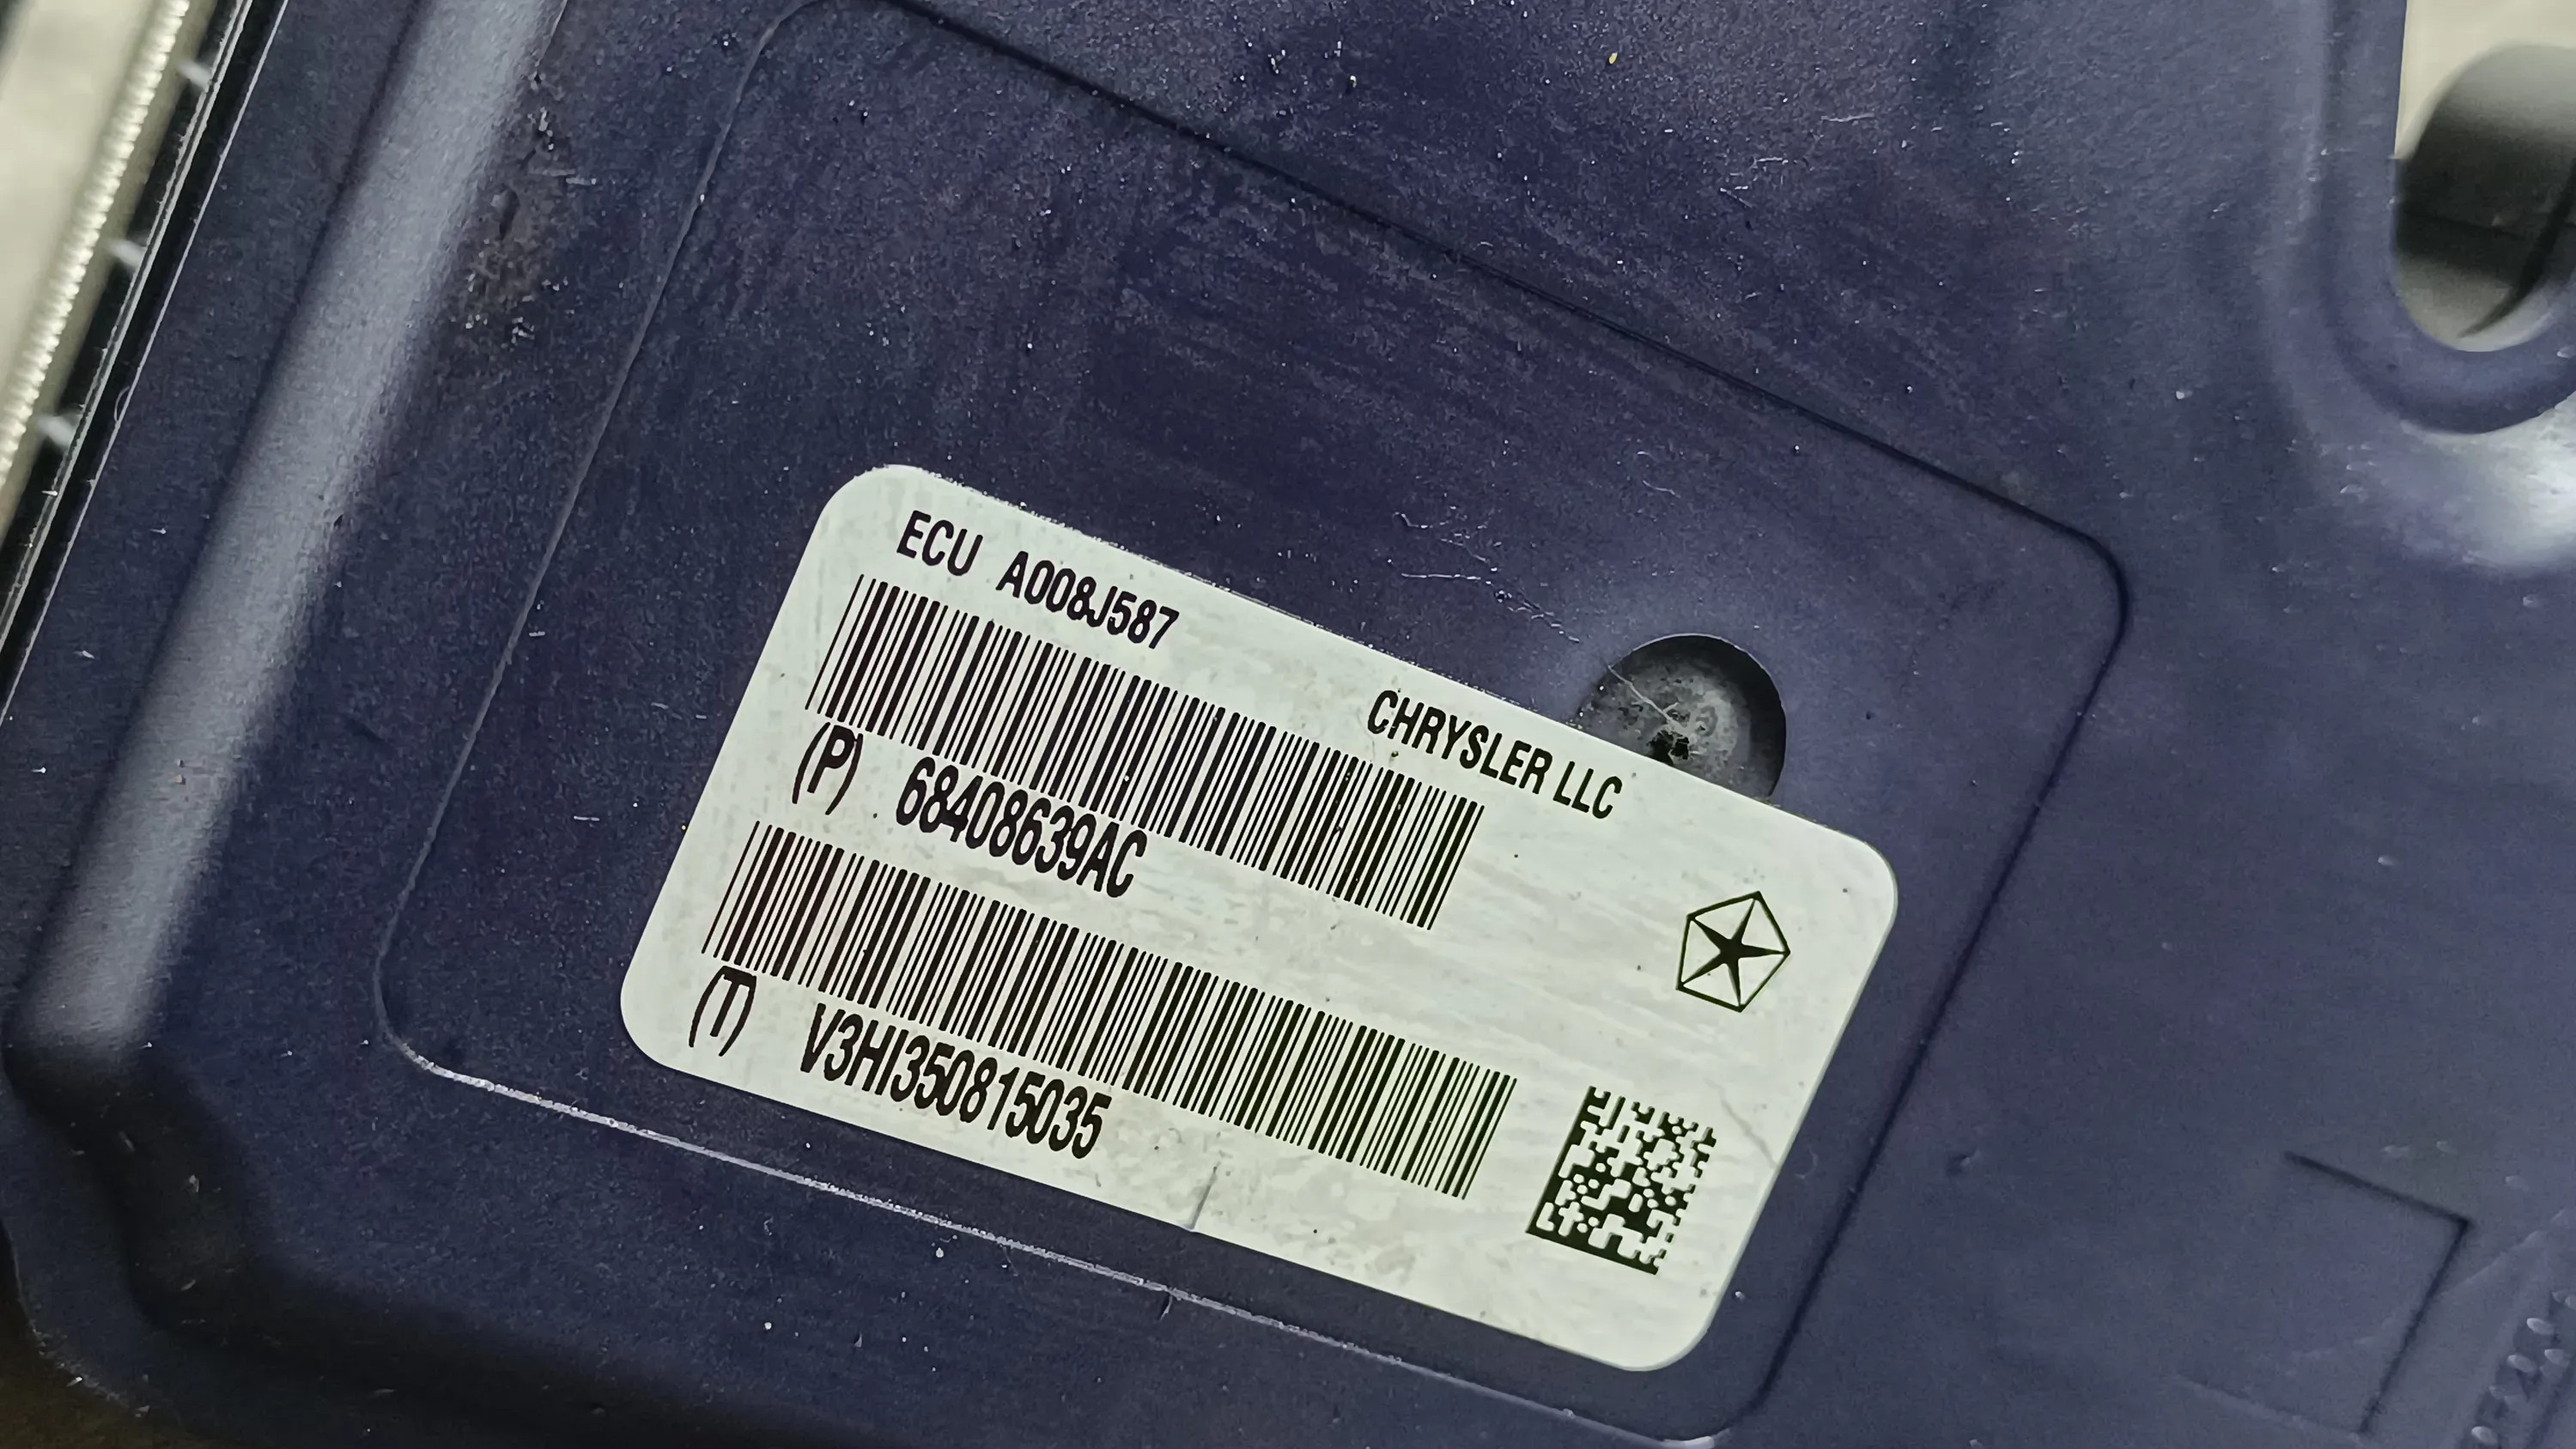 ECU A008J587
CHRYSLER LLC
(P) 68408639AC
(T) V3HI350815035